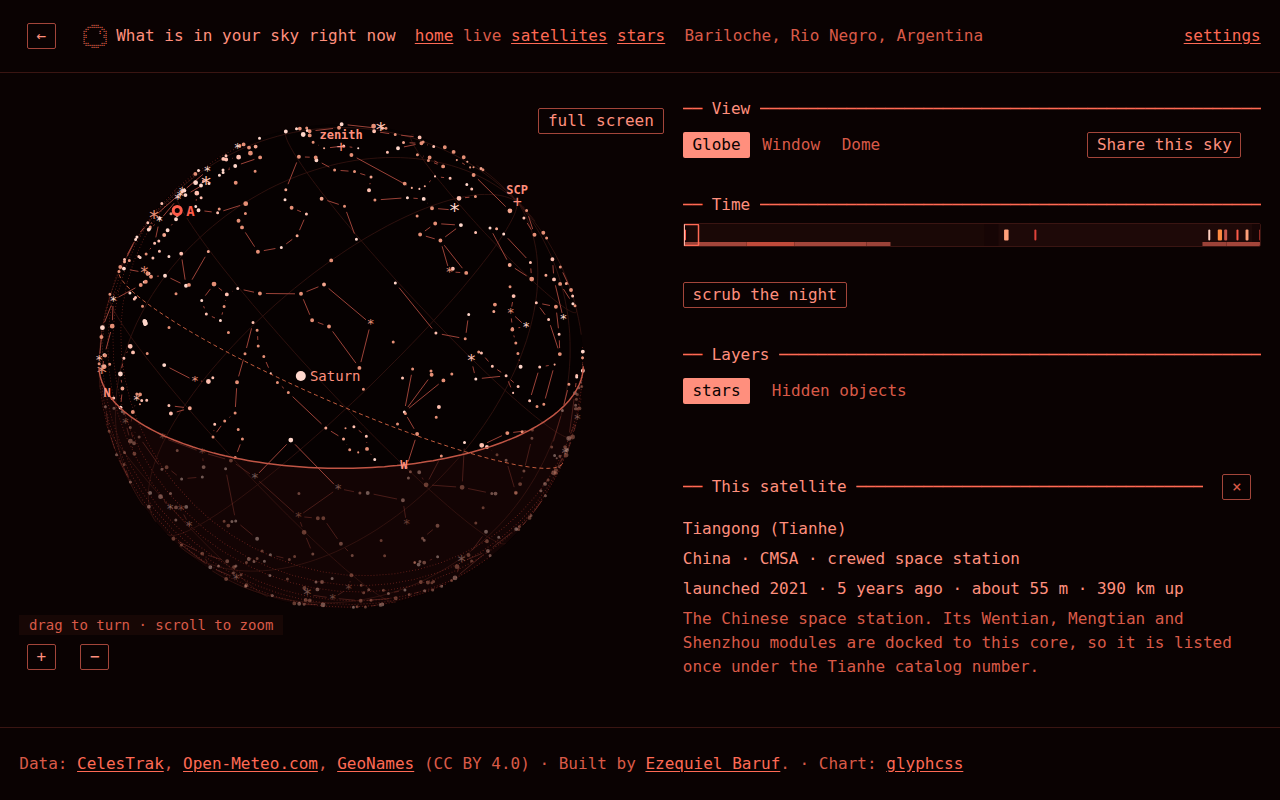 ← What is in your sky right now home live satellites stars Bariloche, Rio Negro, Argentina settings
full screen
zenith
SCP
A
Saturn
N
W
drag to turn · scroll to zoom
+ −
View
Globe Window Dome Share this sky
Time
scrub the night
Layers
stars Hidden objects
This satellite ×
Tiangong (Tianhe)
China · CMSA · crewed space station
launched 2021 · 5 years ago · about 55 m · 390 km up
The Chinese space station. Its Wentian, Mengtian and
Shenzhou modules are docked to this core, so it is listed
once under the Tianhe catalog number.
Data: CelesTrak, Open-Meteo.com, GeoNames (CC BY 4.0) · Built by Ezequiel Baruf. · Chart: glyphcss